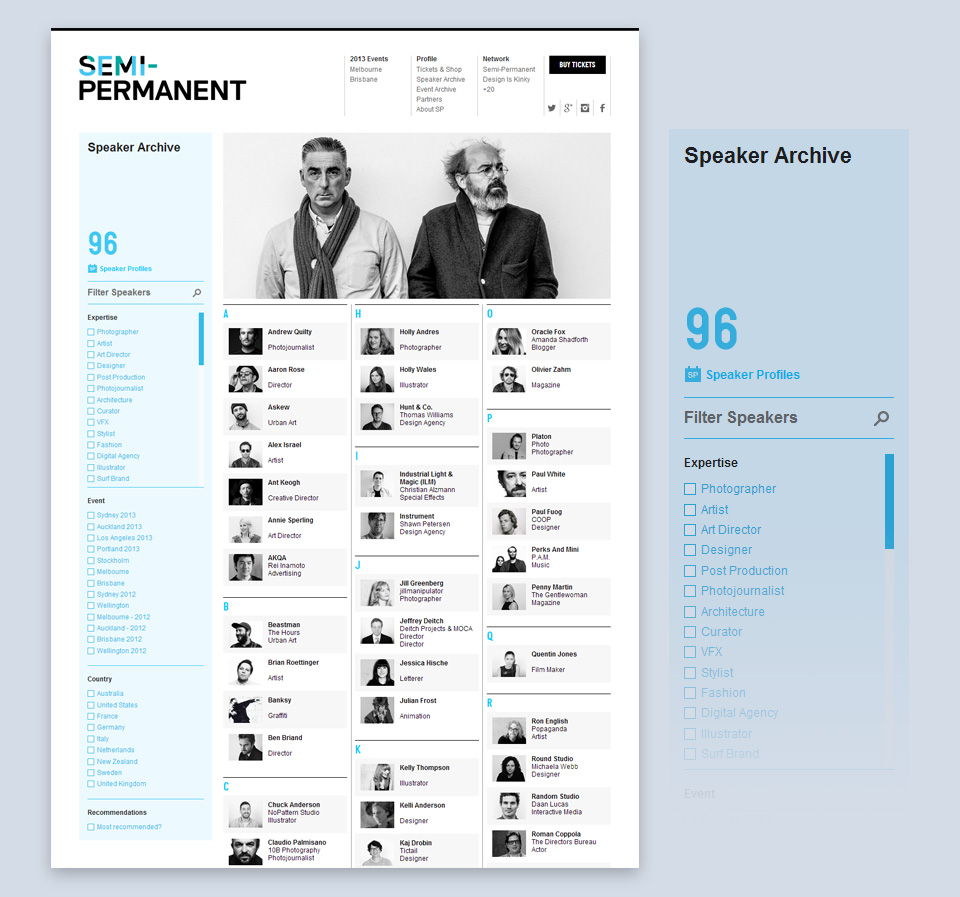 SEMI-
PERMANENT
2013 Events
Melbourne
Brisbane
Profile
Tickets & Shop
Speaker Archive
Event Archive
Partners
About SP
Network
Semi-Permanent
Design Is Kinky
+20
BUY TICKETS
Speaker Archive
96
SP Speaker Profiles
Filter Speakers
Expertise
Photographer
Artist
Art Director
Designer
Post Production
Photojournalist
Architecture
Curator
VFX
Stylist
Fashion
Digital Agency
Illustrator
Surf Brand
Event
Sydney 2013
Auckland 2013
Los Angeles 2013
Portland 2013
Stockholm
Melbourne
Brisbane
Sydney 2012
Wellington
Melbourne - 2012
Auckland - 2012
Brisbane 2012
Wellington 2012
Country
Australia
United States
France
Germany
Italy
Netherlands
New Zealand
Sweden
United Kingdom
Recommendations
Most recommended?
A
Andrew Quilty
Photojournalist
Aaron Rose
Director
Askew
Urban Art
Alex Israel
Artist
Ant Keogh
Creative Director
Annie Sperling
Art Director
AKQA
Rei Inamoto
Advertising
B
Beastman
The Hours
Urban Art
Brian Roettinger
Artist
Banksy
Graffiti
Ben Briand
Director
C
Chuck Anderson
NoPattern Studio
Illustrator
Claudio Palmisano
10B Photography
Photojournalist
H
Holly Andres
Photographer
Holly Wales
Illustrator
Hunt & Co.
Thomas Williams
Design Agency
I
Industrial Light &
Magic (ILM)
Christian Alzmann
Special Effects
Instrument
Shawn Petersen
Design Agency
J
Jill Greenberg
jillmanipulator
Photographer
Jeffrey Deitch
Deitch Projects & MOCA
Director
Director
Jessica Hische
Letterer
Julian Frost
Animation
K
Kelly Thompson
Illustrator
Kelli Anderson
Designer
Kaj Drobin
Tictail
Designer
O
Oracle Fox
Amanda Shadforth
Blogger
Olivier Zahm
Magazine
P
Platon
Photo
Photographer
Paul White
Artist
Paul Fuog
COOP
Designer
Perks And Mini
P.A.M.
Music
Penny Martin
The Gentlewoman
Magazine
Q
Quentin Jones
Film Maker
R
Ron English
Popaganda
Artist
Round Studio
Michaela Webb
Designer
Random Studio
Daan Lucas
Interactive Media
Roman Coppola
The Directors Bureau
Actor
Speaker Archive
96
SP Speaker Profiles
Filter Speakers
Expertise
Photographer
Artist
Art Director
Designer
Post Production
Photojournalist
Architecture
Curator
VFX
Stylist
Fashion
Digital Agency
Illustrator
Surf Brand
Event